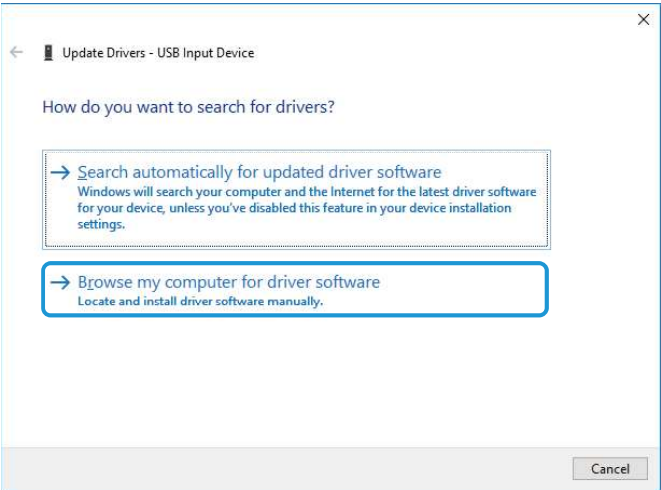 Update Drivers - USB Input Device
How do you want to search for drivers?
Search automatically for updated driver software
Windows will search your computer and the Internet for the latest driver software
for your device, unless you've disabled this feature in your device installation
settings.
Browse my computer for driver software
Locate and install driver software manually.
Cancel